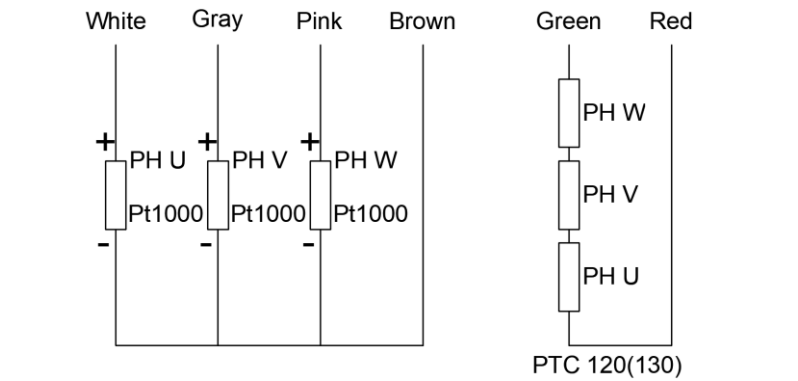 White Gray Pink Brown Green Red
+ + +
PH U PH V PH W
Pt1000 Pt1000 Pt1000
- - -
PH W
PH V
PH U
PTC 120(130)